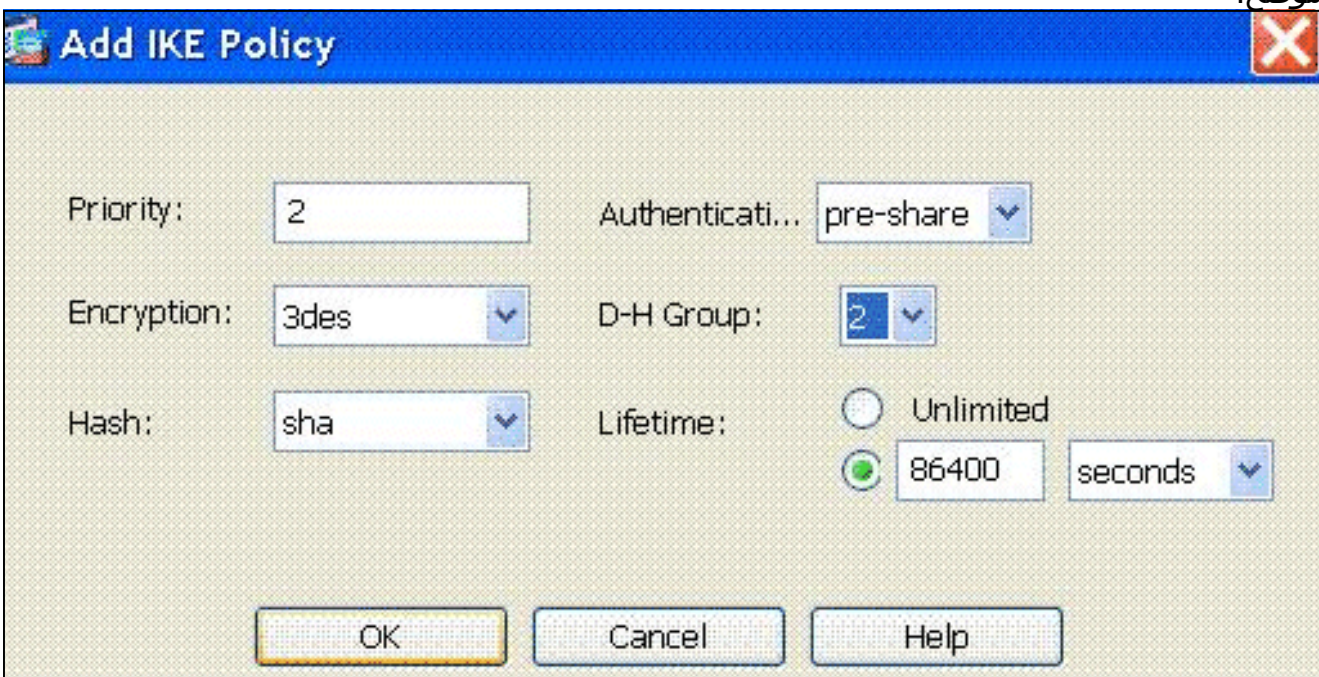 Add IKE Policy
Priority: 2 Authenticati... pre-share
Encryption: 3des D-H Group: 2
Hash: sha Lifetime: Unlimited
86400 seconds
OK Cancel Help